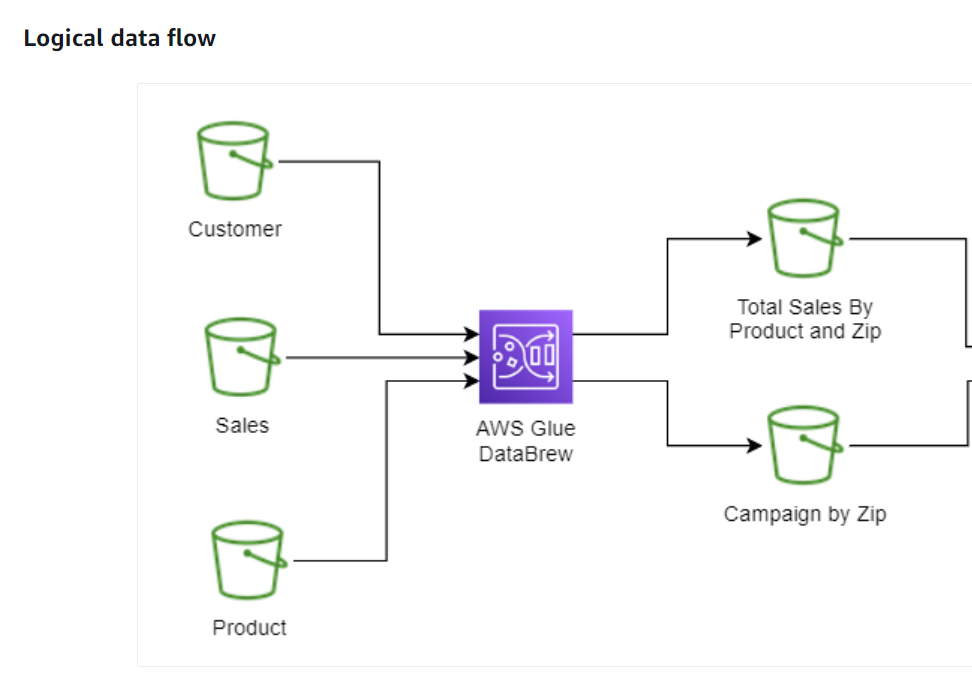 Logical data flow
Customer
Sales
Product
AWS Glue
DataBrew
Total Sales By
Product and Zip
Campaign by Zip